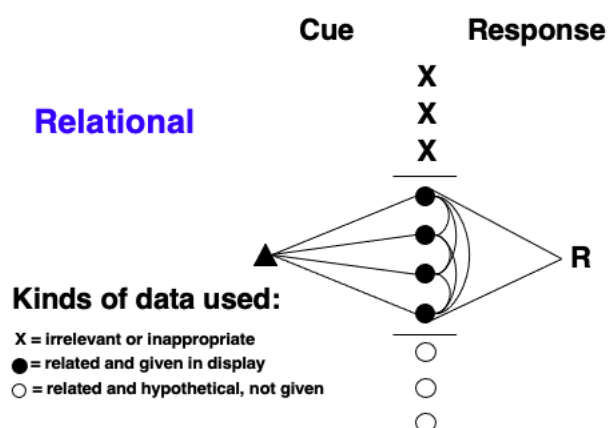 Cue Response
X
X
X
Relational
R
Kinds of data used:
X = irrelevant or inappropriate
= related and given in display
= related and hypothetical, not given